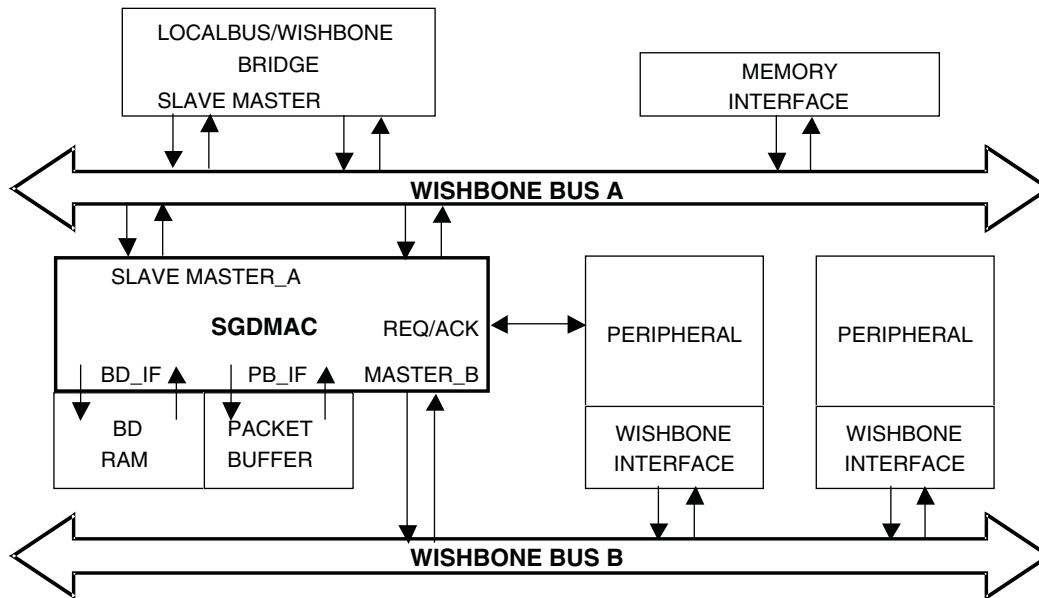 LOCALBUS/WISHBONE
BRIDGE
SLAVE MASTER
MEMORY
INTERFACE
WISHBONE BUS A
SLAVE MASTER_A
SGDMAC
REQ/ACK
BD_IF
PB_IF
MASTER_B
BD
RAM
PACKET
BUFFER
PERIPHERAL
WISHBONE
INTERFACE
PERIPHERAL
WISHBONE
INTERFACE
WISHBONE BUS B